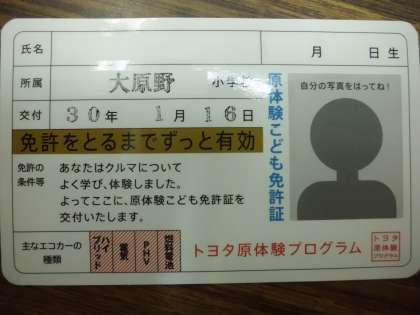 氏名 月 日生
所属 大原野 小学校
自分の写真をはってね!
交付 30年 1月 16日
免許をとるまでずっと有効
原体験こども免許証
免許の条件等
あなたはクルマについて
よく学び、体験しました。
よってここに、原体験こども免許証を
交付いたします。
主なエコカーの種類
ハイブリッド
電気
PHV
燃料電池
トヨタ原体験プログラム
トヨタ
原体験